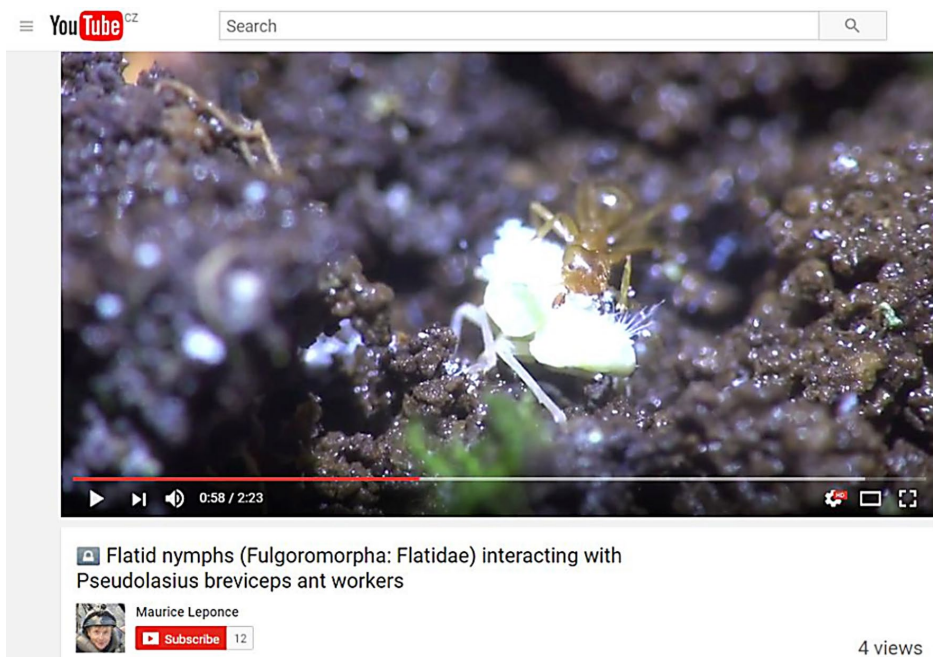 YouTube CZ
Search
0:58 / 2:23
HD
Flatid nymphs (Fulgoromorpha: Flatidae) interacting with
Pseudolasius breviceps ant workers
Maurice Leponce
Subscribe 12
4 views